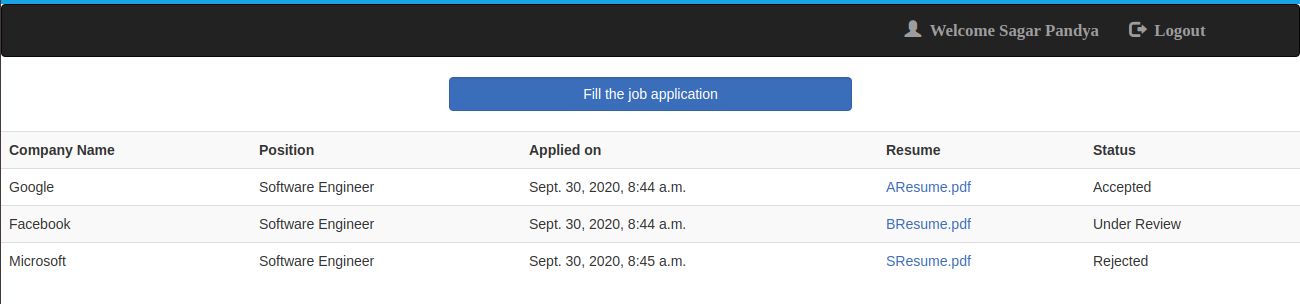 Welcome Sagar Pandya Logout
Fill the job application
Company Name Position Applied on Resume Status
Google Software Engineer Sept. 30, 2020, 8:44 a.m. AResume.pdf Accepted
Facebook Software Engineer Sept. 30, 2020, 8:44 a.m. BResume.pdf Under Review
Microsoft Software Engineer Sept. 30, 2020, 8:45 a.m. SResume.pdf Rejected